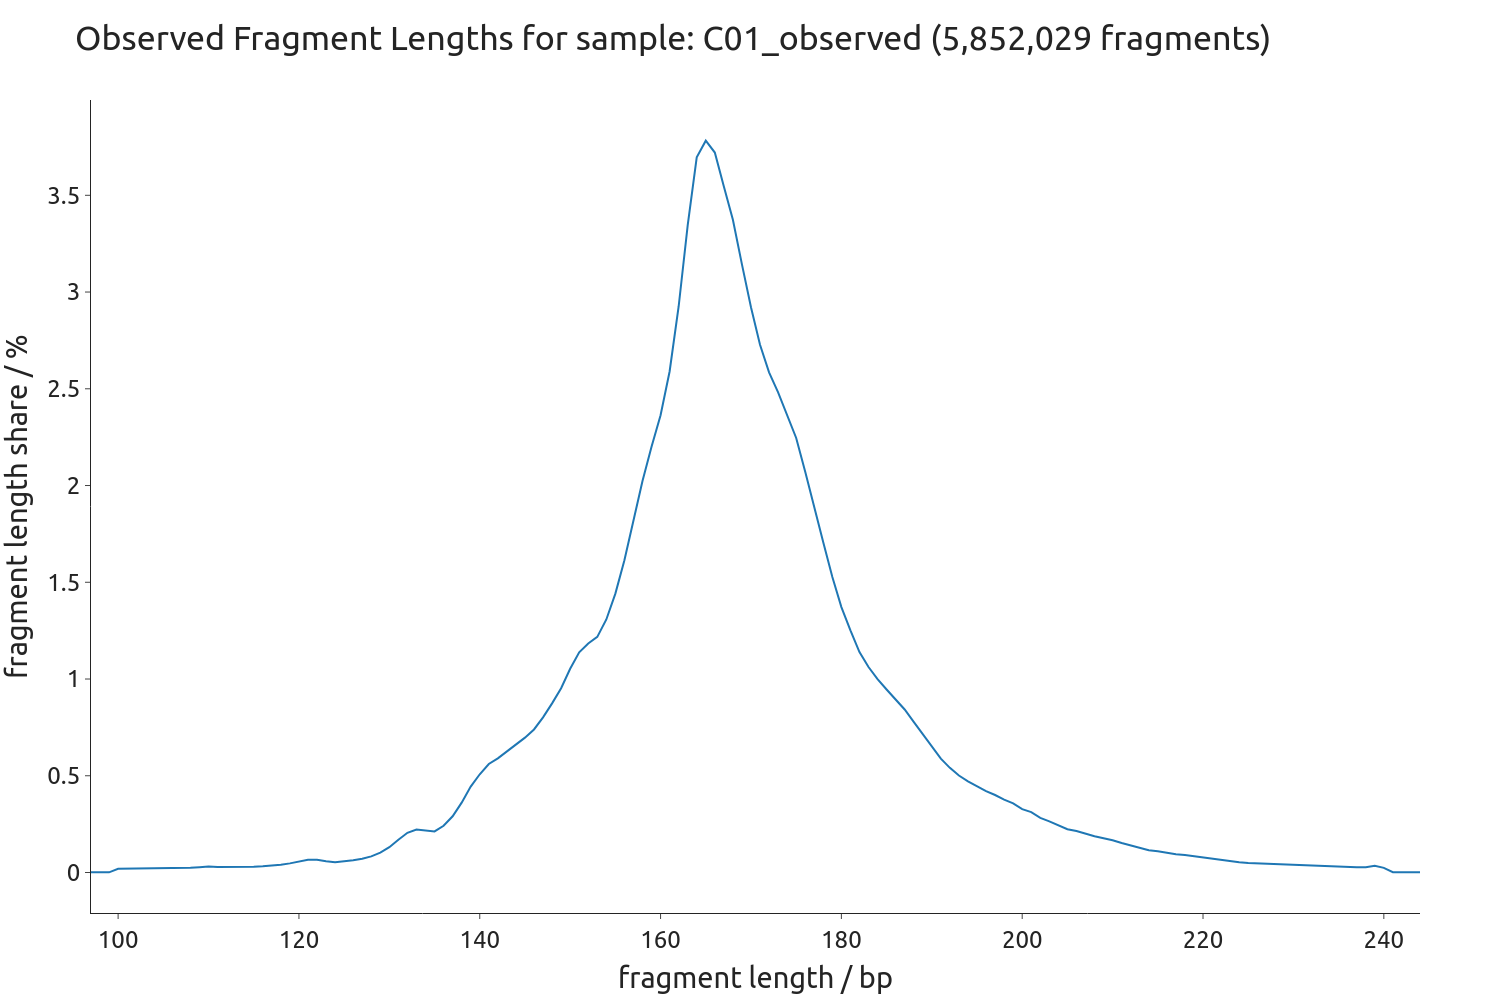 Observed Fragment Lengths for sample: C01_observed (5,852,029 fragments)
fragment length share / %
3.5
3
2.5
2
1.5
1
0.5
0
100 120 140 160 180 200 220 240
fragment length / bp